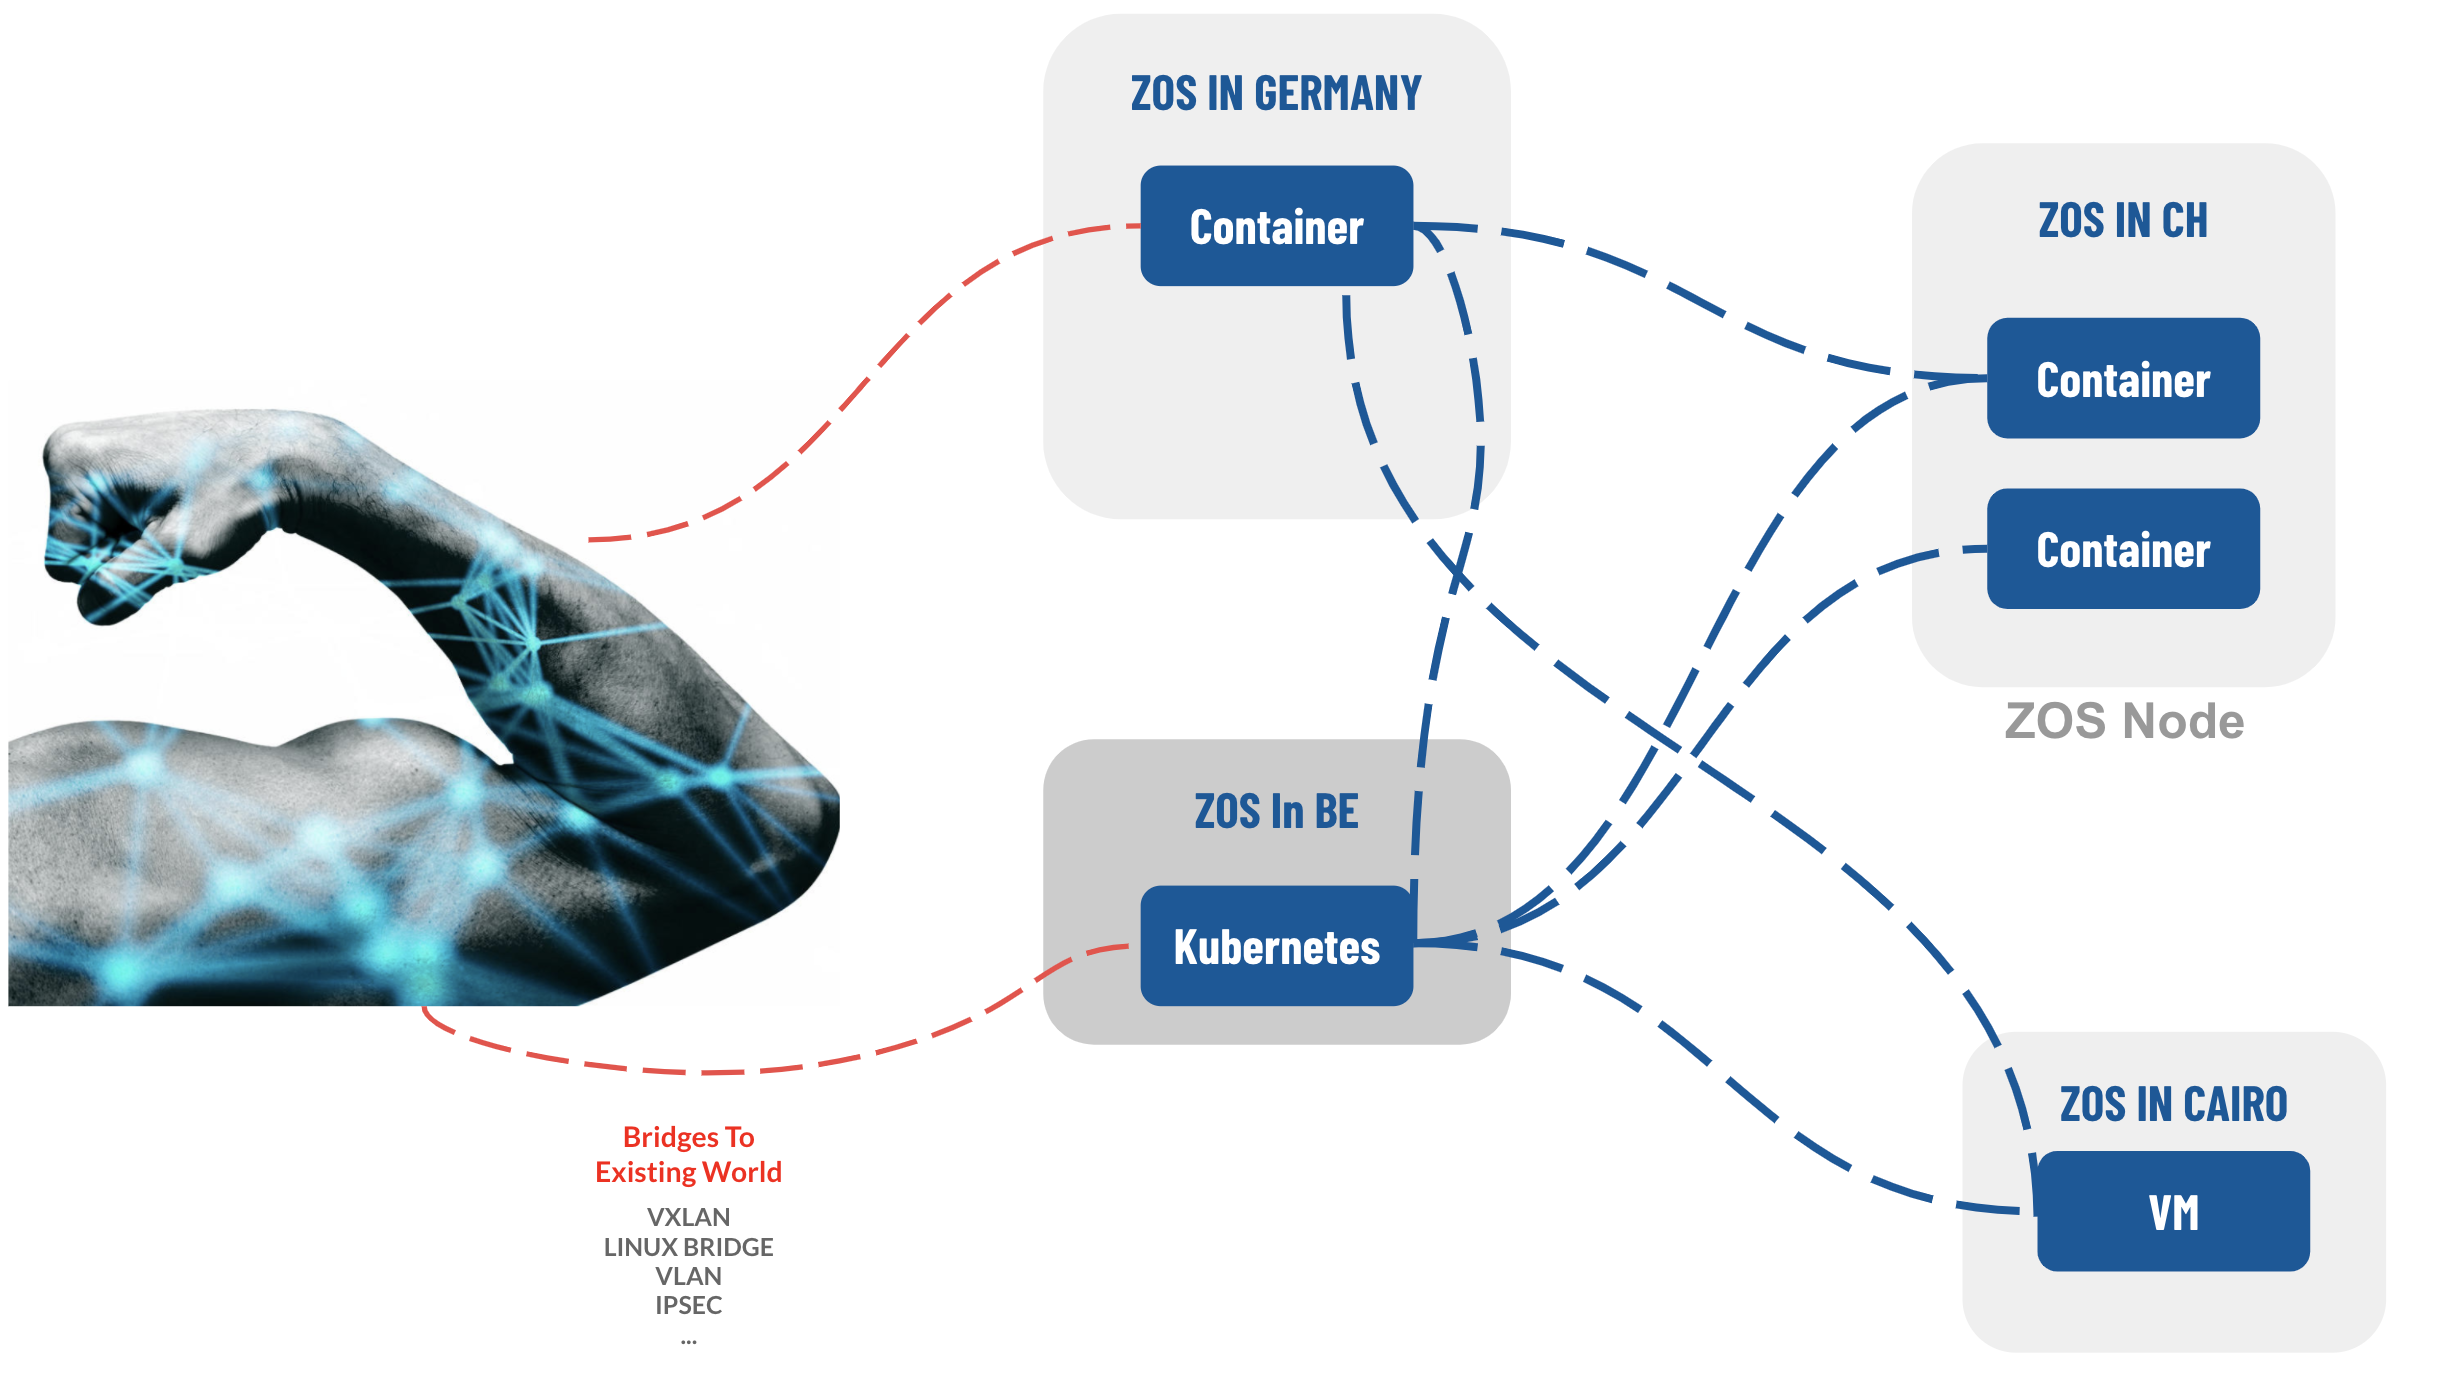 ZOS IN GERMANY
Container
ZOS IN CH
Container
Container
ZOS Node
ZOS In BE
Kubernetes
ZOS IN CAIRO
VM
Bridges To
Existing World
VXLAN
LINUX BRIDGE
VLAN
IPSEC
...